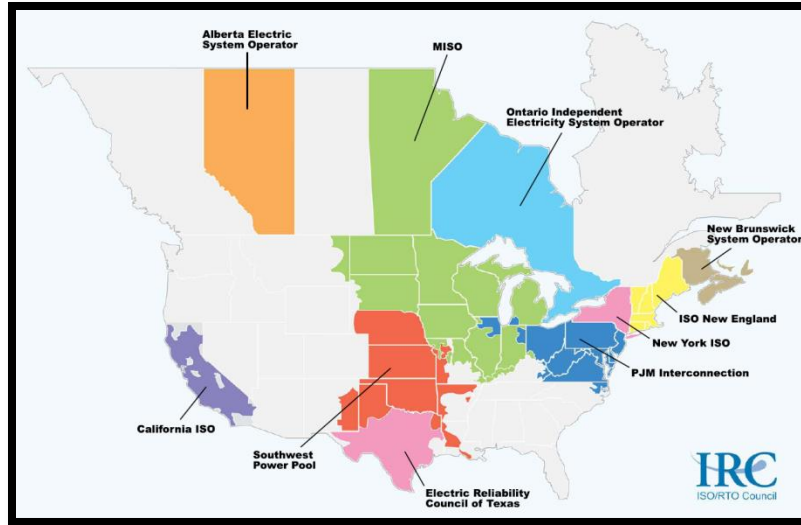 Alberta Electric
System Operator
MISO
Ontario Independent
Electricity System Operator
New Brunswick
System Operator
ISO New England
New York ISO
PJM Interconnection
California ISO
Southwest
Power Pool
Electric Reliability
Council of Texas
IRC
ISO/RTO Council